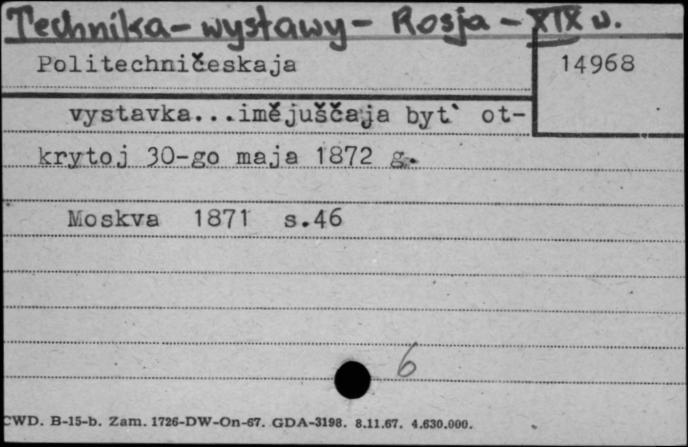 Technika - wystawy - Rosja - XIX w.
Politechničeskaja
14968
vystavka...imějuščaja byt` ot-
krytoj 30-go maja 1872 g.
Moskva 1871 s.46
6
CWD. B-15-b. Zam. 1726-DW-On-67. GDA-3198. 8.11.67. 4.630.000.